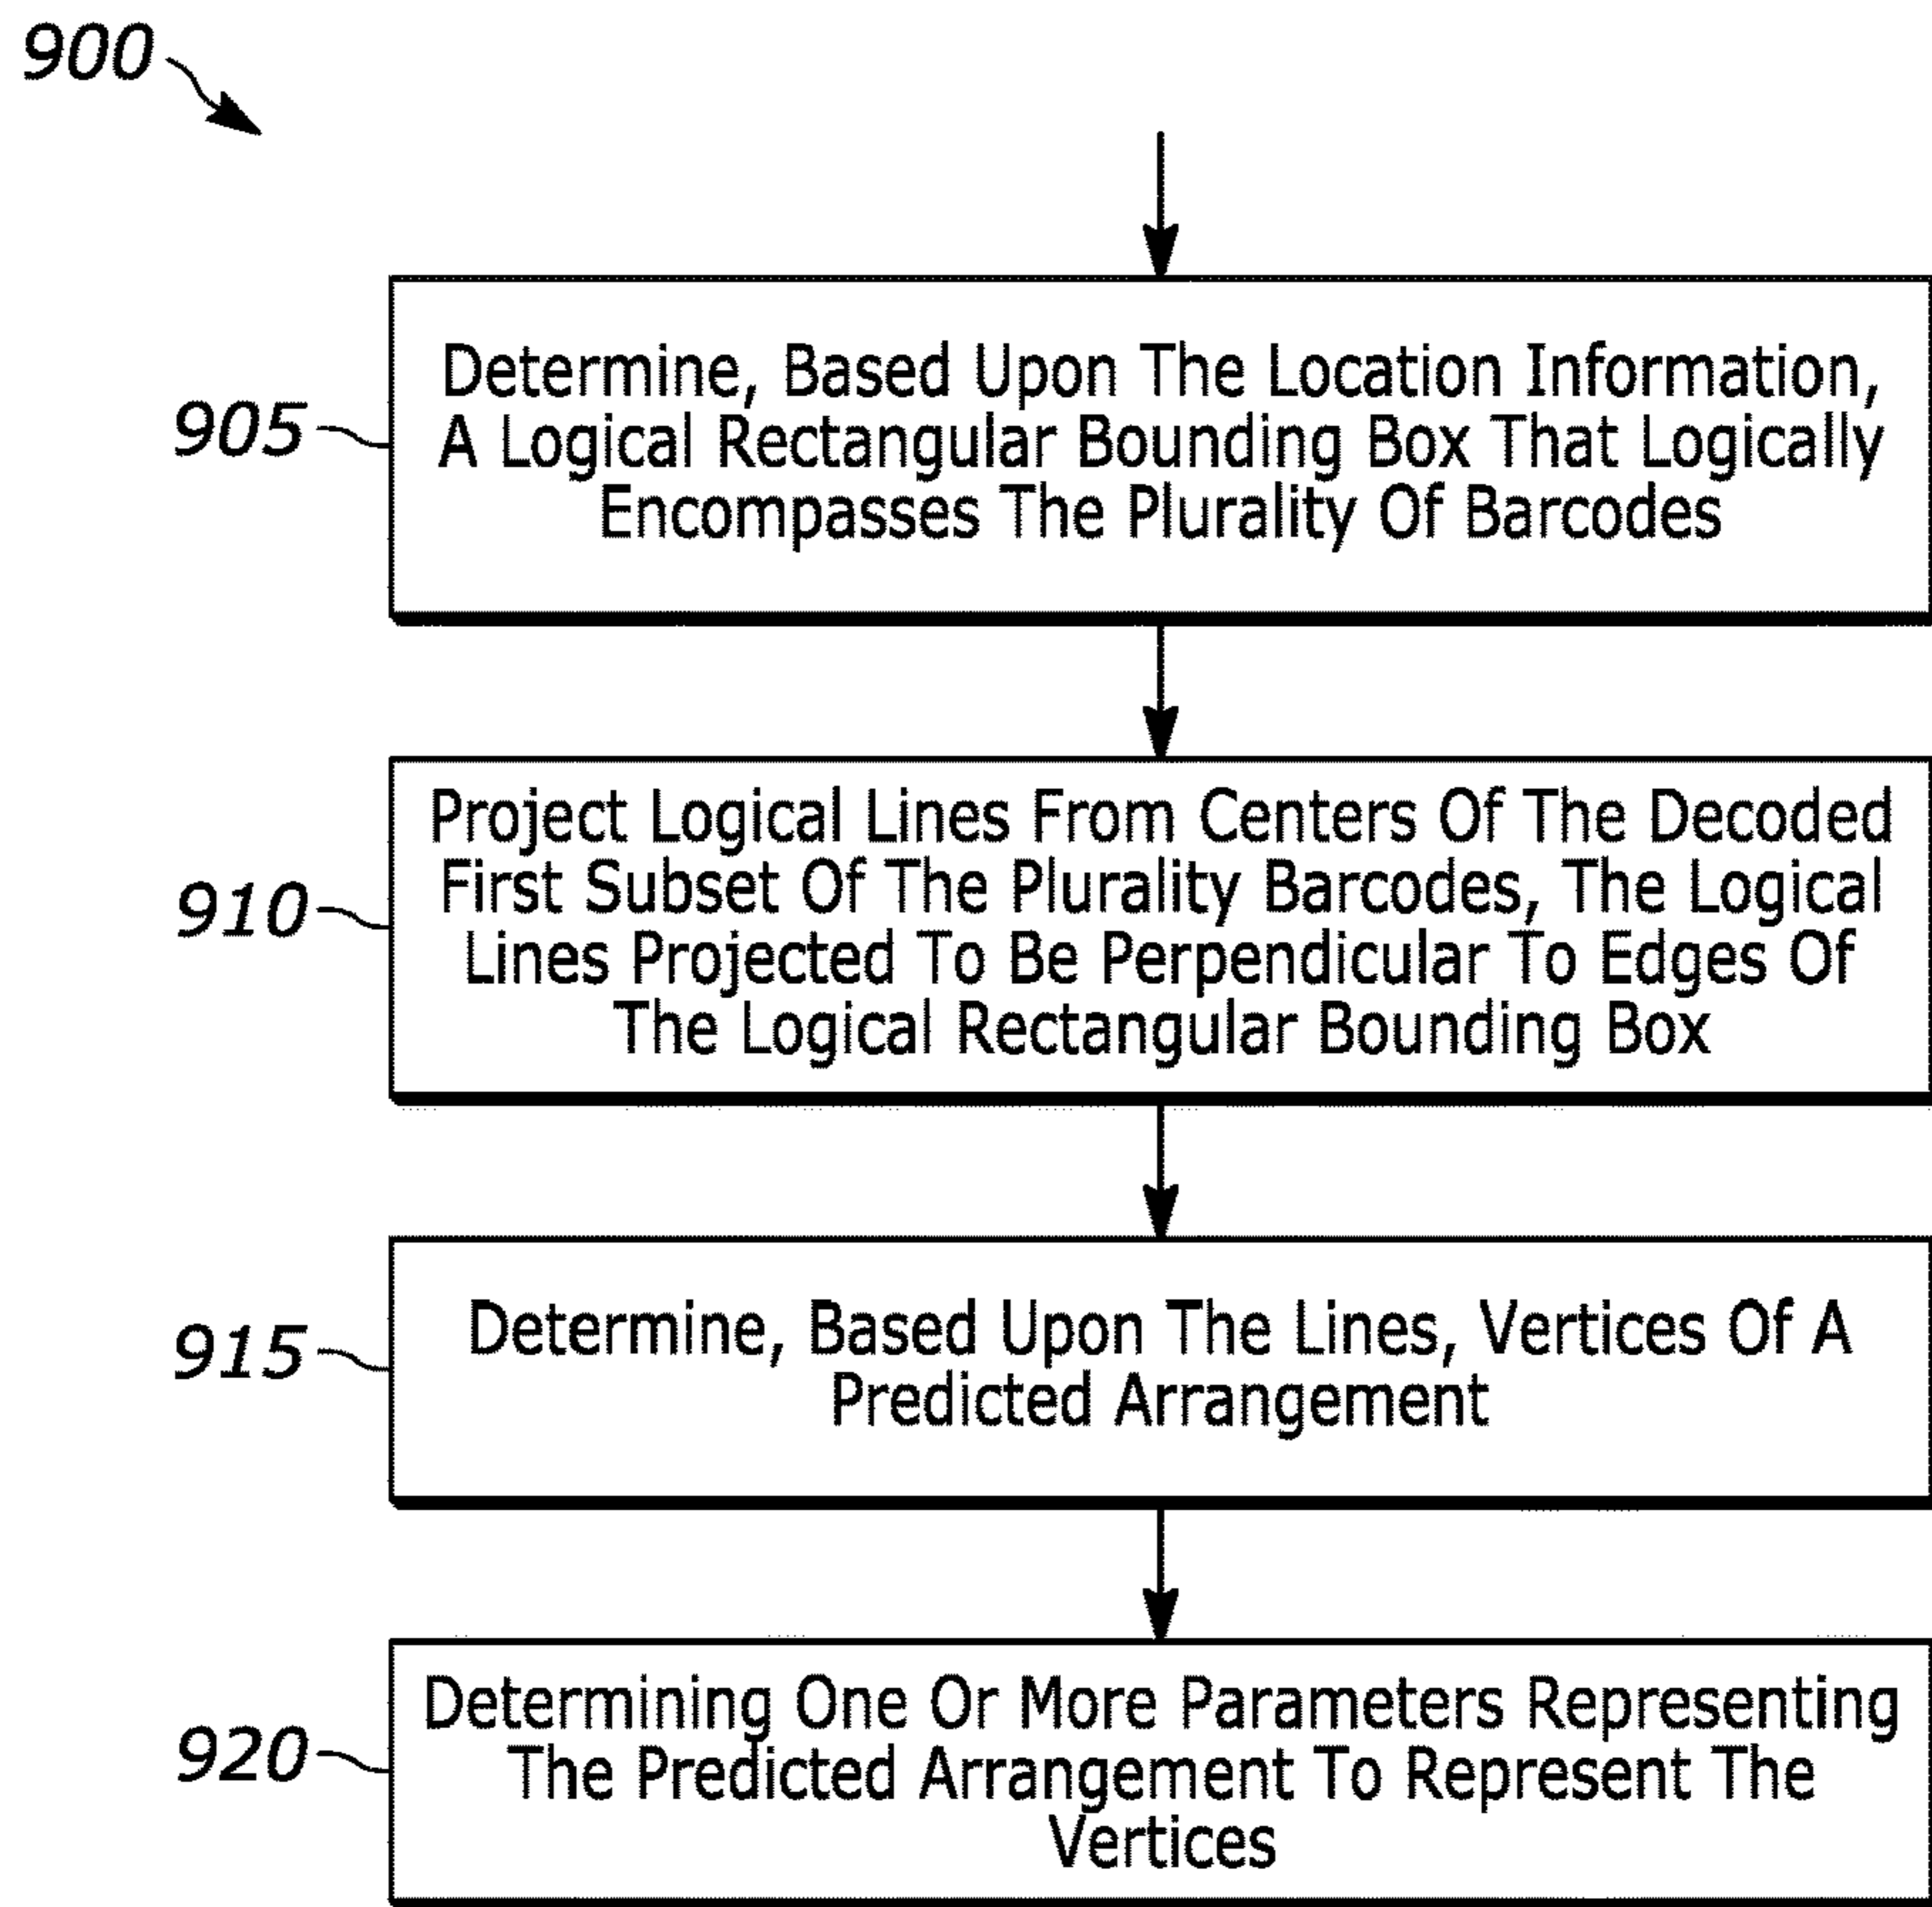 900
905
Determine, Based Upon The Location Information,
A Logical Rectangular Bounding Box That Logically
Encompasses The Plurality Of Barcodes
910
Project Logical Lines From Centers Of The Decoded
First Subset Of The Plurality Barcodes, The Logical
Lines Projected To Be Perpendicular To Edges Of
The Logical Rectangular Bounding Box
915
Determine, Based Upon The Lines, Vertices Of A
Predicted Arrangement
920
Determining One Or More Parameters Representing
The Predicted Arrangement To Represent The
Vertices